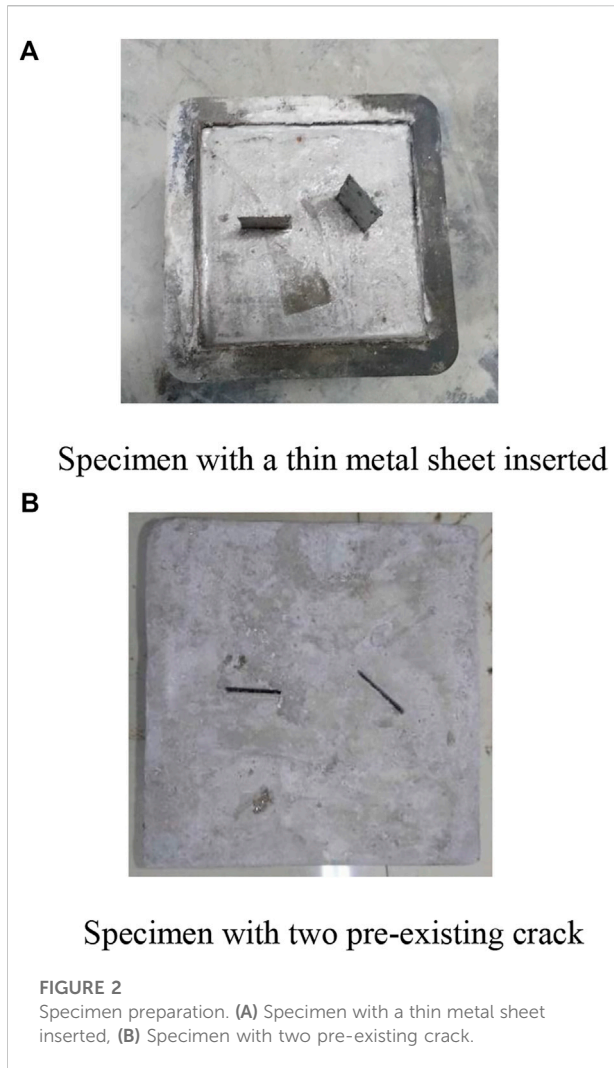 A
Specimen with a thin metal sheet inserted
B
Specimen with two pre-existing crack
FIGURE 2
Specimen preparation. (A) Specimen with a thin metal sheet
inserted, (B) Specimen with two pre-existing crack.